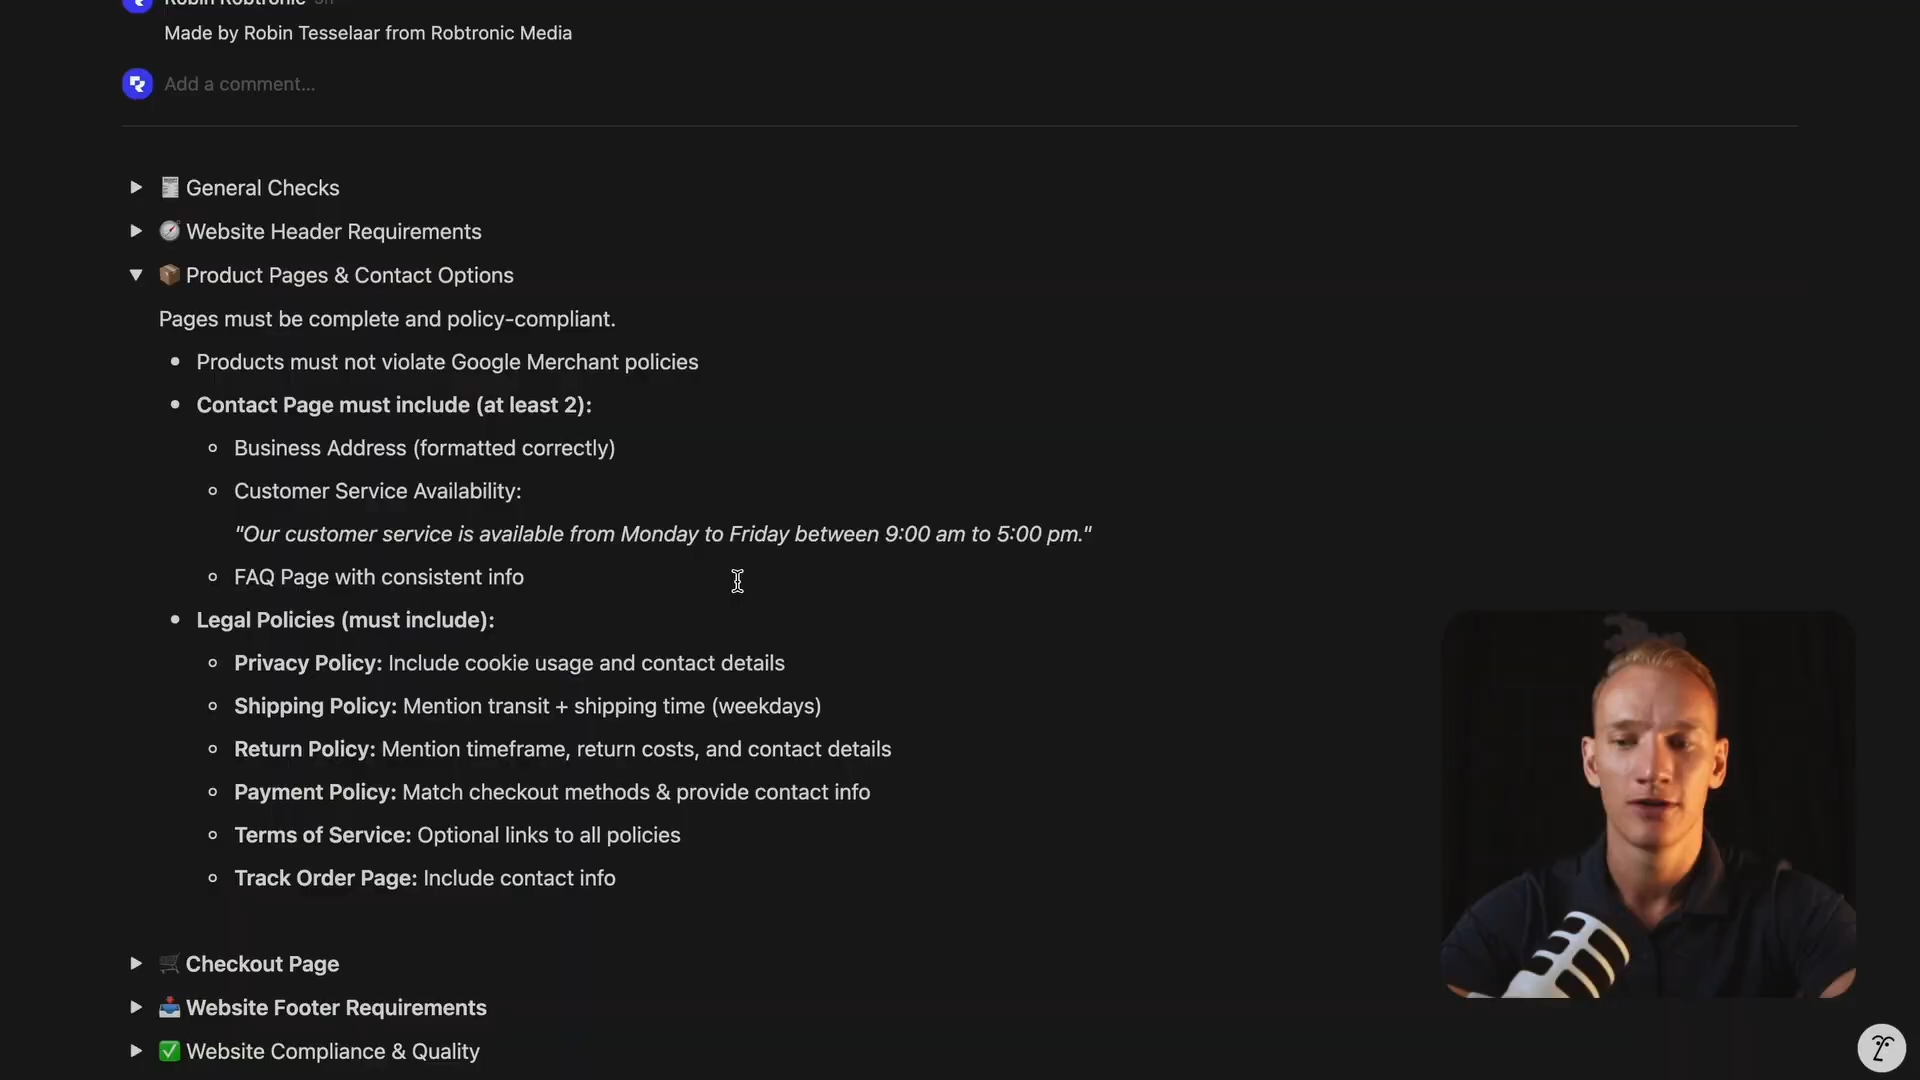 Robin Robtronic
Made by Robin Tesselaar from Robtronic Media
Add a comment...
General Checks
Website Header Requirements
Product Pages & Contact Options
Pages must be complete and policy-compliant.
Products must not violate Google Merchant policies
Contact Page must include (at least 2):
Business Address (formatted correctly)
Customer Service Availability:
"Our customer service is available from Monday to Friday between 9:00 am to 5:00 pm."
FAQ Page with consistent info
Legal Policies (must include):
Privacy Policy: Include cookie usage and contact details
Shipping Policy: Mention transit + shipping time (weekdays)
Return Policy: Mention timeframe, return costs, and contact details
Payment Policy: Match checkout methods & provide contact info
Terms of Service: Optional links to all policies
Track Order Page: Include contact info
Checkout Page
Website Footer Requirements
Website Compliance & Quality